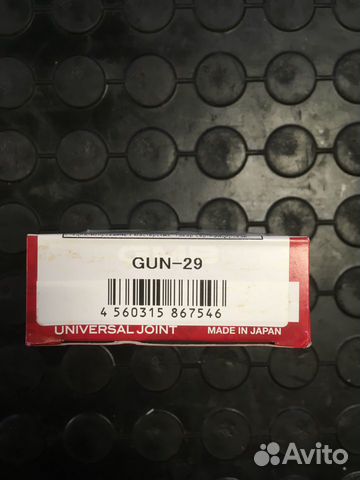 GUN-29
4 560315 867546
UNIVERSAL JOINT MADE IN JAPAN
Avito